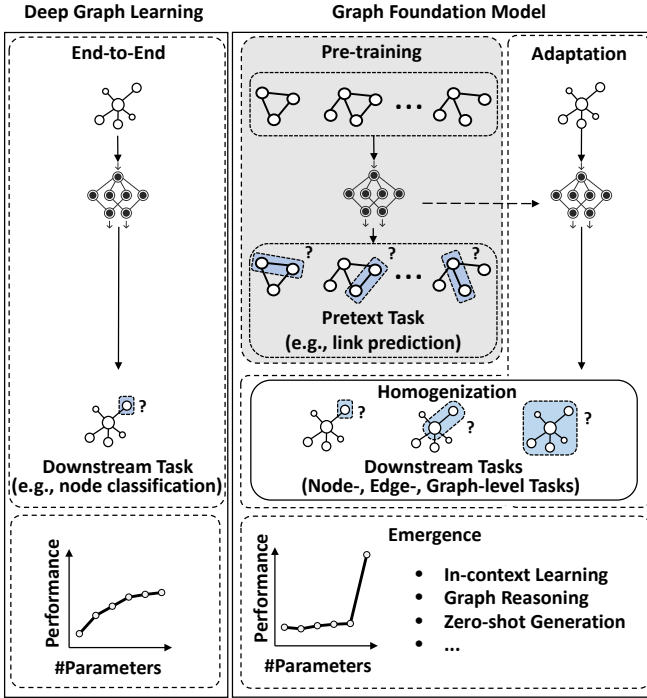 Deep Graph Learning
Graph Foundation Model
End-to-End
?
Downstream Task
(e.g., node classification)
Performance
#Parameters
Pre-training
...
? ? ... ?
Pretext Task
(e.g., link prediction)
Adaptation
Homogenization
? ? ?
Downstream Tasks
(Node-, Edge-, Graph-level Tasks)
Emergence
Performance
#Parameters
• In-context Learning
• Graph Reasoning
• Zero-shot Generation
• ...